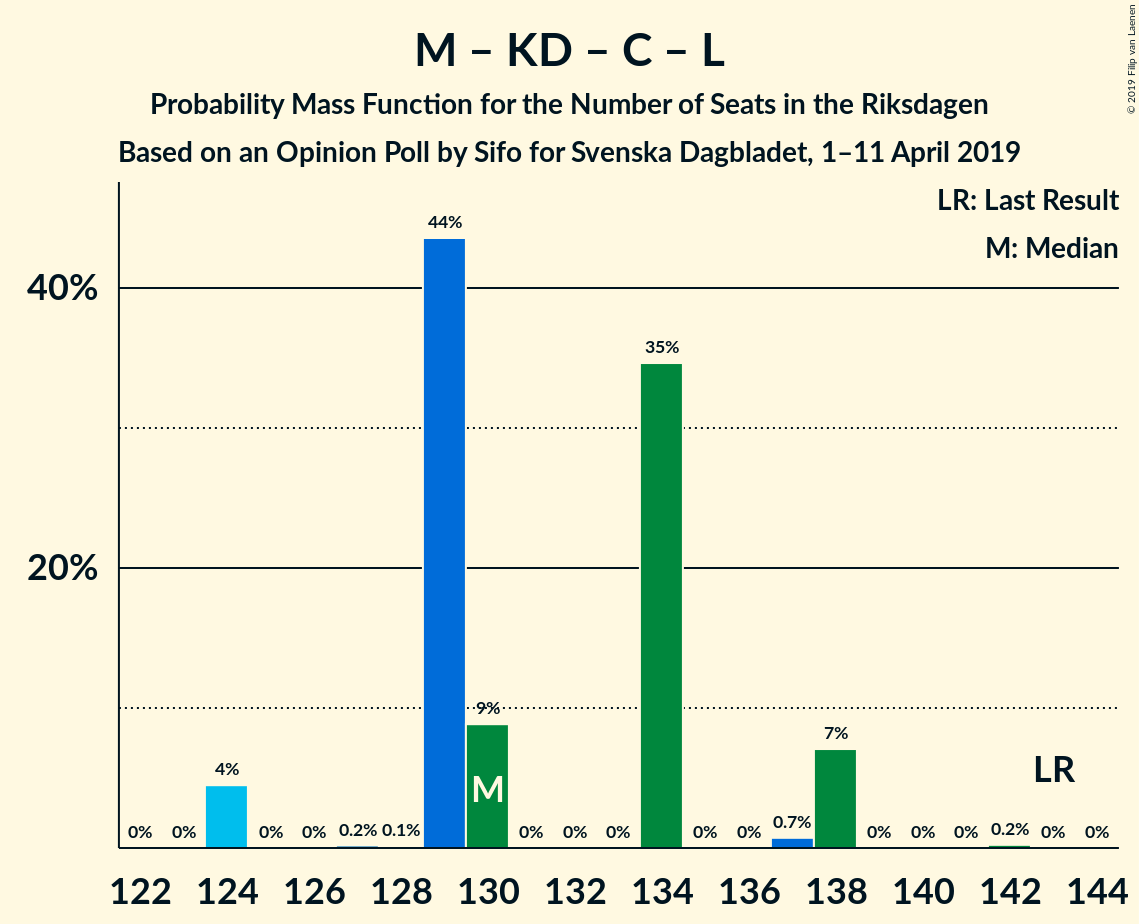 M – KD – C – L
Probability Mass Function for the Number of Seats in the Riksdagen
Based on an Opinion Poll by Sifo for Svenska Dagbladet, 1–11 April 2019
© 2019 Filip van Laenen
LR: Last Result
M: Median
44%
40%
35%
20%
9%
7%
4%
M
LR
0% 0% 0% 0% 0.2% 0.1% 0% 0% 0% 0% 0% 0.7% 0% 0% 0% 0.2% 0% 0%
122 124 126 128 130 132 134 136 138 140 142 144